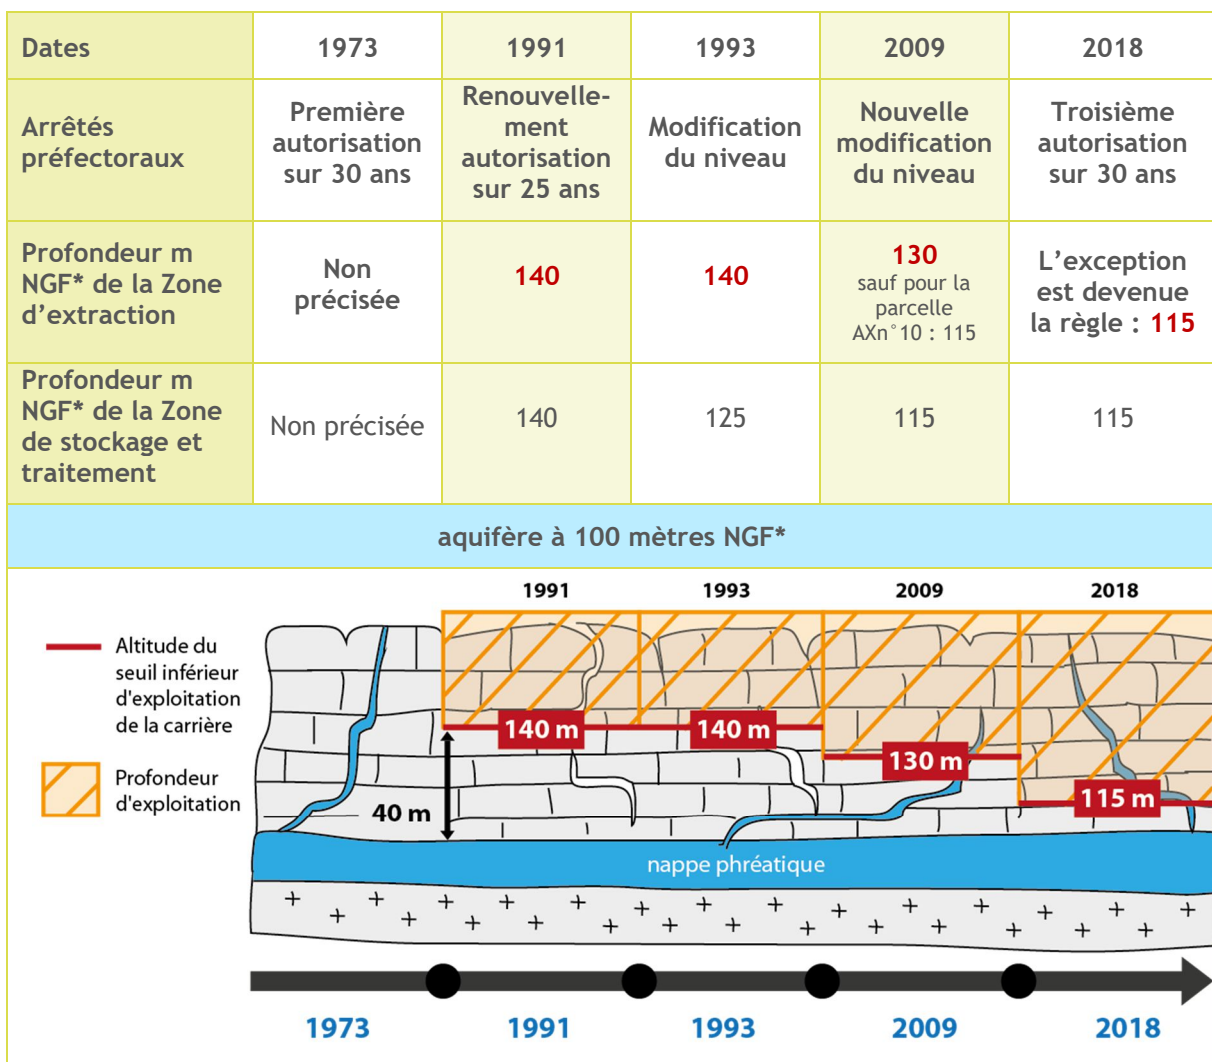 Dates
1973
1991
1993
2009
2018
Arrêtés
préfectoraux
Première
autorisation
sur 30 ans
Renouvelle-
ment
autorisation
sur 25 ans
Modification
du niveau
Nouvelle
modification
du niveau
Troisième
autorisation
sur 30 ans
Profondeur m
NGF* de la Zone
d’extraction
Non
précisée
140
140
130
sauf pour la
parcelle
AXn°10 : 115
L’exception
est devenue
la règle : 115
Profondeur m
NGF* de la Zone
de stockage et
traitement
Non précisée
140
125
115
115
aquifère à 100 mètres NGF*
1991
1993
2009
2018
Altitude du
seuil inférieur
d'exploitation
de la carrière
Profondeur
d'exploitation
140 m
140 m
130 m
115 m
40 m
nappe phréatique
1973
1991
1993
2009
2018